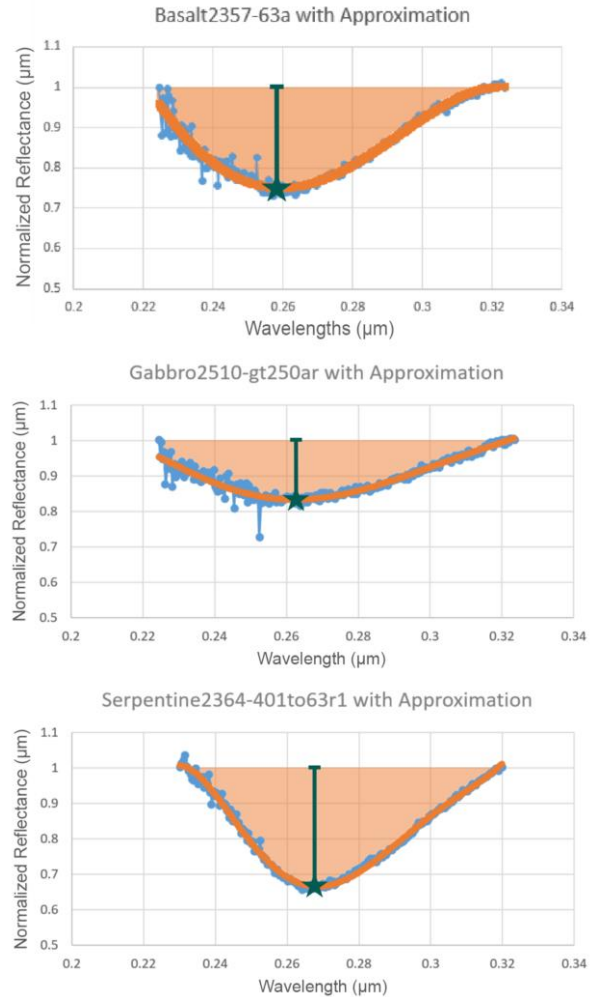 Basalt2357-63a with Approximation
Normalized Reflectance (µm)
1.1
1
0.9
0.8
0.7
0.6
0.5
0.2 0.22 0.24 0.26 0.28 0.3 0.32 0.34
Wavelengths (µm)
Gabbro2510-gt250ar with Approximation
Normalized Reflectance (µm)
1.1
1
0.9
0.8
0.7
0.6
0.5
0.2 0.22 0.24 0.26 0.28 0.3 0.32 0.34
Wavelength (µm)
Serpentine2364-401to63r1 with Approximation
Normalized Reflectance (µm)
1.1
1
0.9
0.8
0.7
0.6
0.5
0.2 0.22 0.24 0.26 0.28 0.3 0.32 0.34
Wavelength (µm)